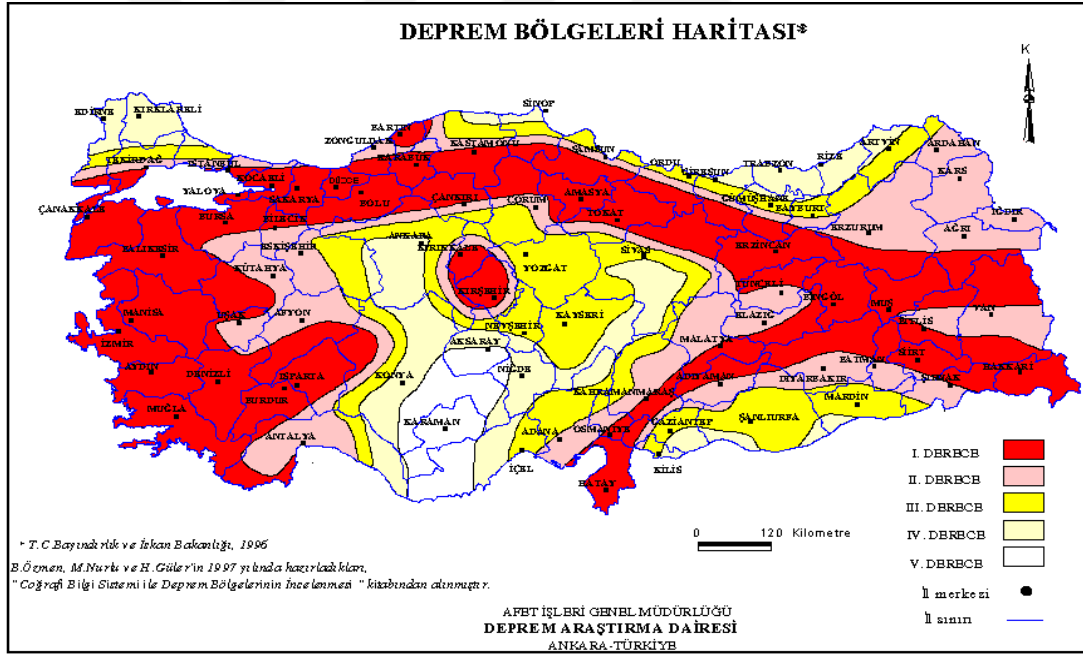 DEPREM BÖLGELERİ HARİTASI*
K
SİNOP
EDİRNE
KIRKLARELİ
BARTIN
ZONGULDAK
KASTAMONU
SAMSUN
ARTVİN
ARDAHAN
TEKİRDAĞ
İSTANBUL
KARABÜK
ORDU
GİRESUN
TRABZON
RİZE
KARS
KOCAELİ
YALOVA
SAKARYA
DÜZCE
BOLU
ÇANKIRI
ÇORUM
AMASYA
TOKAT
GÜMÜŞHANE
BAYBURT
ÇANAKKALE
BURSA
BİLECİK
IĞDIR
ERZURUM
AĞRI
BALIKESİR
ESKİŞEHİR
ANKARA
KIRIKKALE
SİVAS
ERZİNCAN
KÜTAHYA
YOZGAT
TUNCELİ
KIRŞEHİR
BİNGÖL
MUŞ
VAN
MANİSA
UŞAK
AFYON
NEVŞEHİR
KAYSERİ
ELAZIĞ
BİTLİS
İZMİR
AKSARAY
MALATYA
BATMAN
SİİRT
HAKKARİ
AYDIN
DENİZLİ
ISPARTA
KONYA
NİĞDE
ADIYAMAN
DİYARBAKIR
ŞIRNAK
BURDUR
KAHRAMANMARAŞ
MARDİN
MUĞLA
KARAMAN
ŞANLIURFA
ANTALYA
ADANA
OSMANİYE
GAZİANTEP
İÇEL
KİLİS
HATAY
I. DERECE
II. DERECE
III. DERECE
IV. DERECE
V. DERECE
İl merkezi
İl sınırı
0 120 Kilometre
* T.C.Bayındırlık ve İskan Bakanlığı, 1996
B.Özmen, M.Nurlu ve H.Güler'in 1997 yılında hazırladıkları,
"Coğrafi Bilgi Sistemi ile Deprem Bölgelerinin İncelenmesi " kitabından alınmıştır.
AFET İŞLERİ GENEL MÜDÜRLÜĞÜ
DEPREM ARAŞTIRMA DAİRESİ
ANKARA-TÜRKİYE